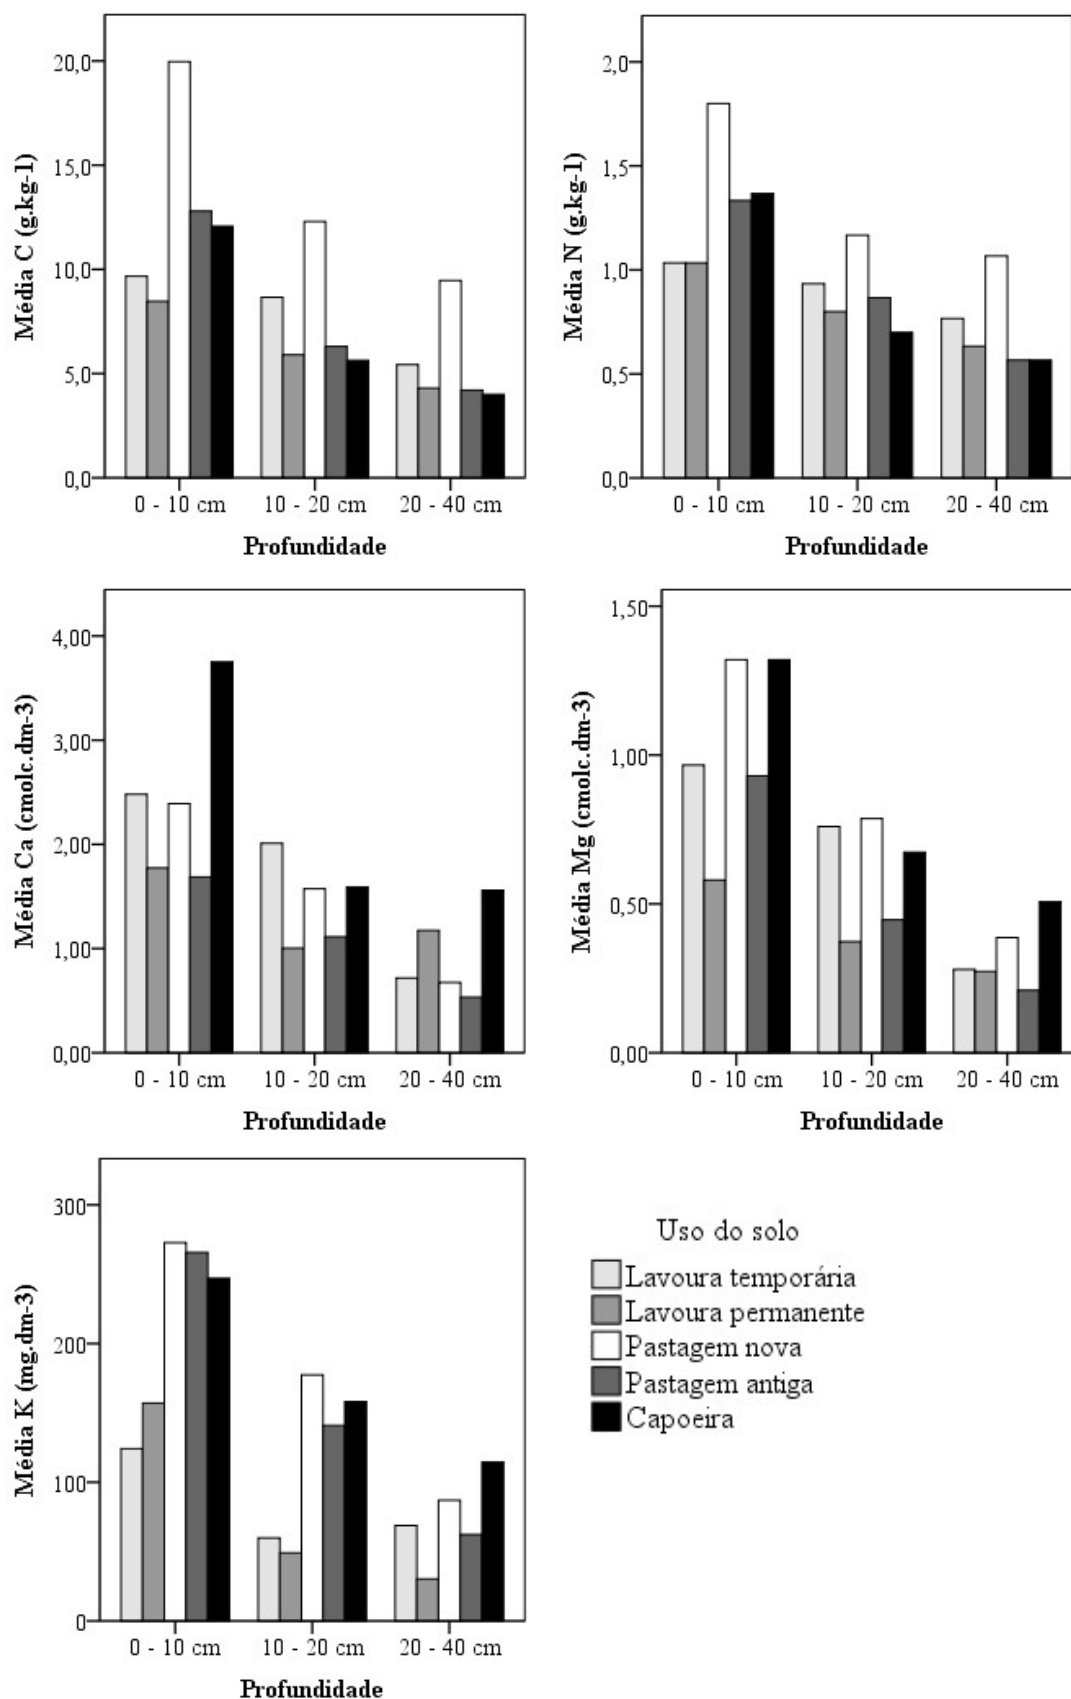 Média C (g.kg-1)
20,0
15,0
10,0
5,0
0,0
0 - 10 cm 10 - 20 cm 20 - 40 cm
Profundidade
Média N (g.kg-1)
2,0
1,5
1,0
0,5
0,0
0 - 10 cm 10 - 20 cm 20 - 40 cm
Profundidade
Média Ca (cmolc.dm-3)
4,00
3,00
2,00
1,00
0,00
0 - 10 cm 10 - 20 cm 20 - 40 cm
Profundidade
Média Mg (cmolc.dm-3)
1,50
1,00
0,50
0,00
0 - 10 cm 10 - 20 cm 20 - 40 cm
Profundidade
Média K (mg.dm-3)
300
200
100
0
0 - 10 cm 10 - 20 cm 20 - 40 cm
Profundidade
Uso do solo
Lavoura temporária
Lavoura permanente
Pastagem nova
Pastagem antiga
Capoeira